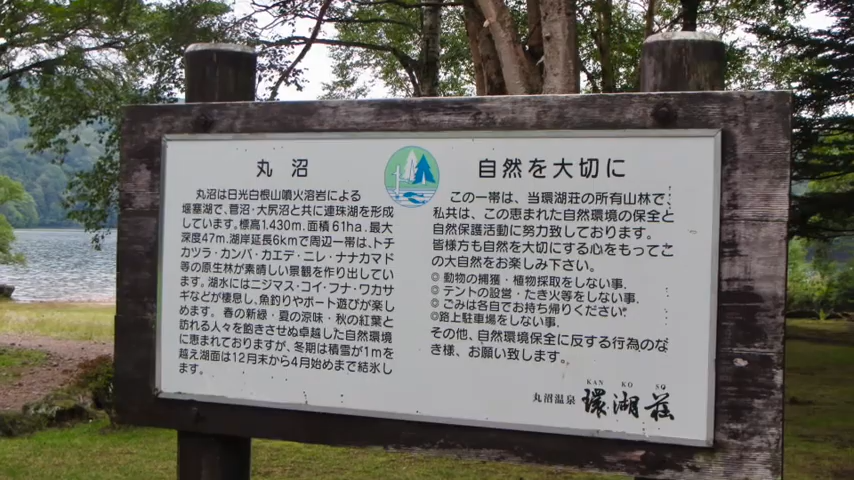 丸沼
丸沼は日光白根山噴火溶岩による
堰塞湖で、菅沼・大尻沼と共に連珠湖を形成
しています。標高1.430m. 面積61ha. 最大
深度47m. 湖岸延長6kmで周辺一帯は、トチ
カツラ・カンバ・カエデ・ニレ・ナナカマド
等の原生林が素晴しい景観を作り出してい
ます。湖水にはニジマス・コイ・フナ・ワカサ
ギなどが棲息し、魚釣りやボート遊びが楽し
めます。春の新緑・夏の涼味・秋の紅葉と
訪れる人々を飽きさせぬ卓越した自然環境
に恵まれておりますが、冬期は積雪が1mを
越え湖面は12月末から4月始めまで結氷し
ます。
自然を大切に
この一帯は、当環湖荘の所有山林で、
私共は、この恵まれた自然環境の保全と
自然保護活動に努力致しております。
皆様方も自然を大切にする心をもってこ
の大自然をお楽しみ下さい。
◎動物の捕獲・植物採取をしない事.
◎テントの設営・たき火等をしない事.
◎ごみは各自でお持ち帰りください.
◎路上駐車場をしない事.
その他、自然環境保全に反する行為のな
き様、お願い致します。
KAN KO SO
丸沼温泉 環湖荘